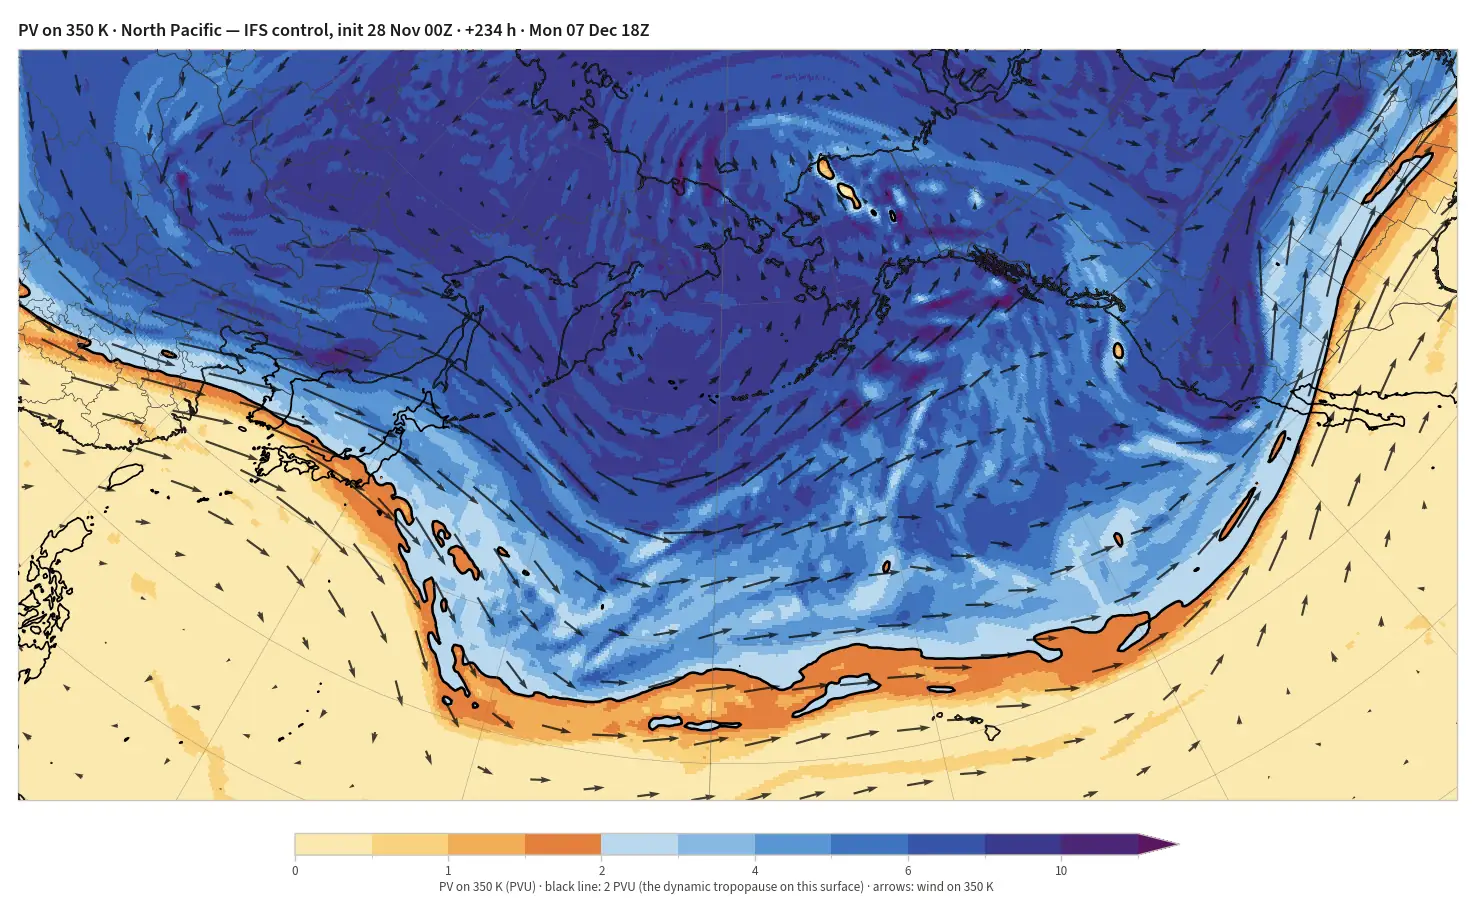 PV on 350 K · North Pacific — IFS control, init 28 Nov 00Z · +234 h · Mon 07 Dec 18Z
0 1 2 4 6 10
PV on 350 K (PVU) · black line: 2 PVU (the dynamic tropopause on this surface) · arrows: wind on 350 K